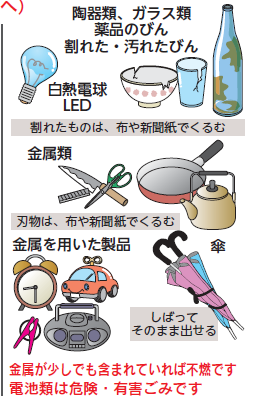 へ)
陶器類、ガラス類
薬品のびん
割れた・汚れたびん
白熱電球
LED
割れたものは、布や新聞紙でくるむ
金属類
刃物は、布や新聞紙でくるむ
金属を用いた製品
傘
しばって
そのまま出せる
金属が少しでも含まれていれば不燃です
電池類は危険・有害ごみです